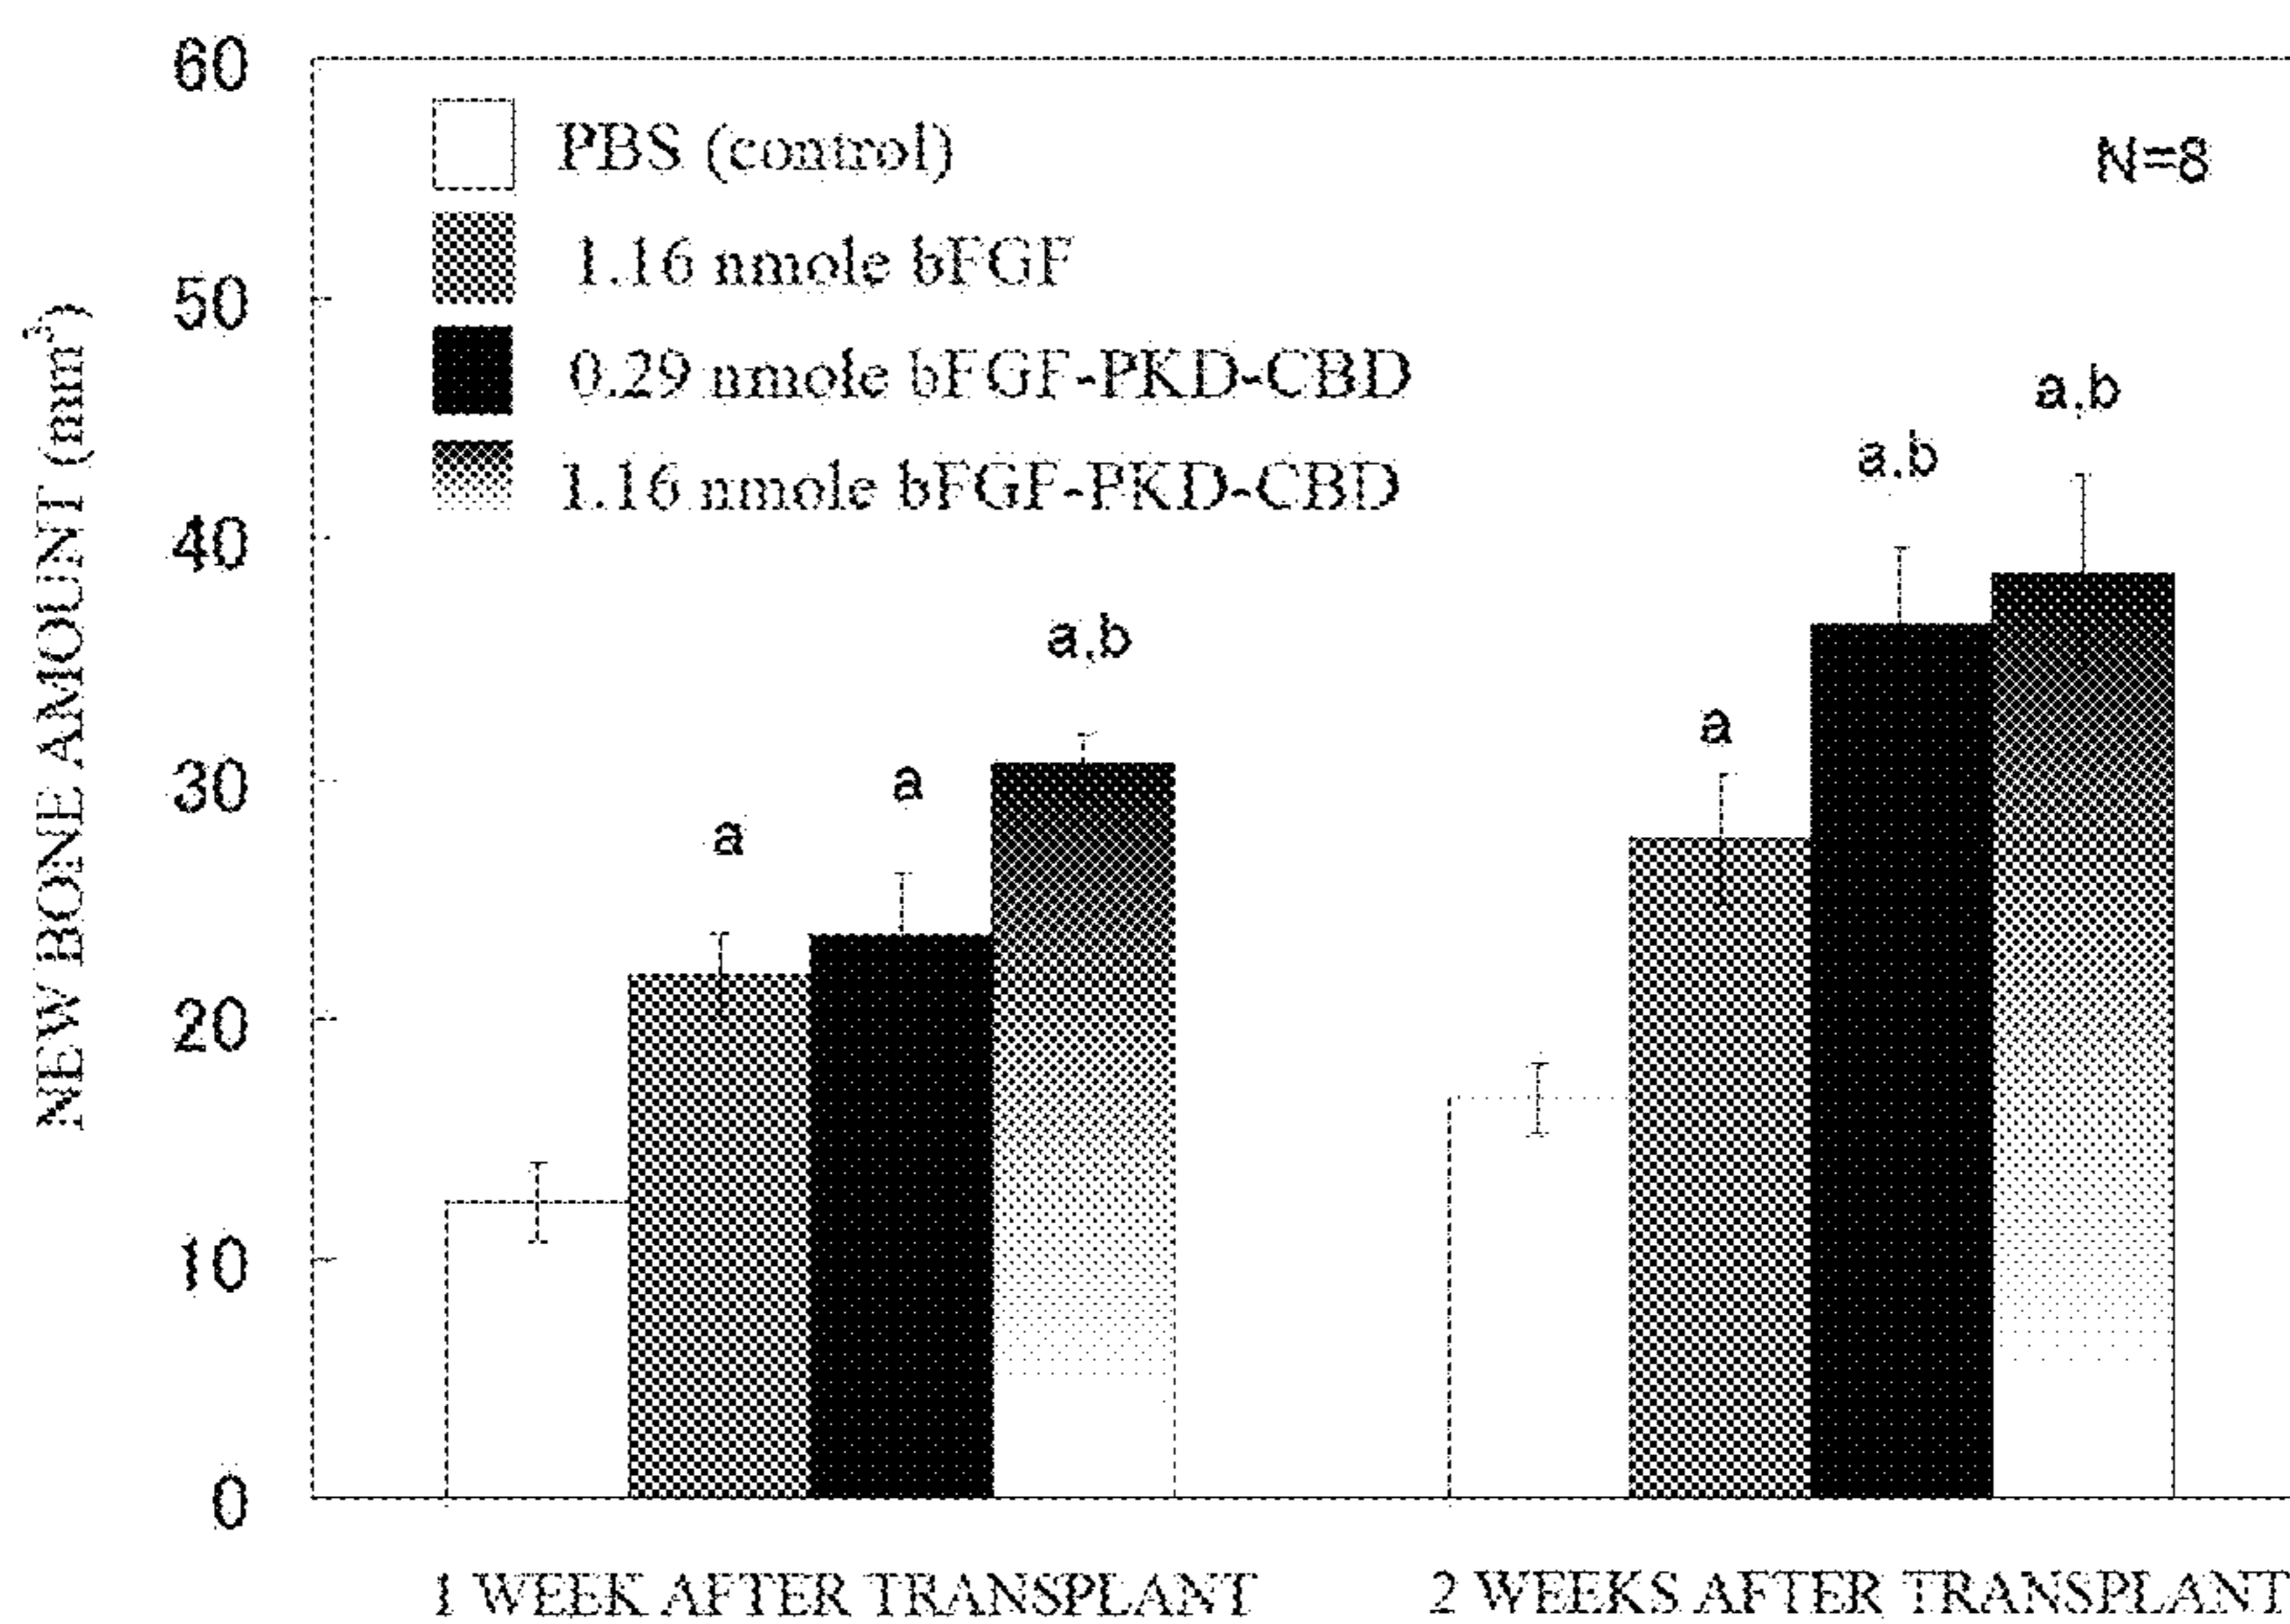 60
PBS (control)
N=8
1.16 nmole bFGF
50
0.29 nmole bFGF-PKD-CBD
1.16 nmole bFGF-PKD-CBD
40
30
20
10
0
NEW BONE AMOUNT (mm³)
a
a
a,b
a
a,b
a,b
1 WEEK AFTER TRANSPLANT
2 WEEKS AFTER TRANSPLANT